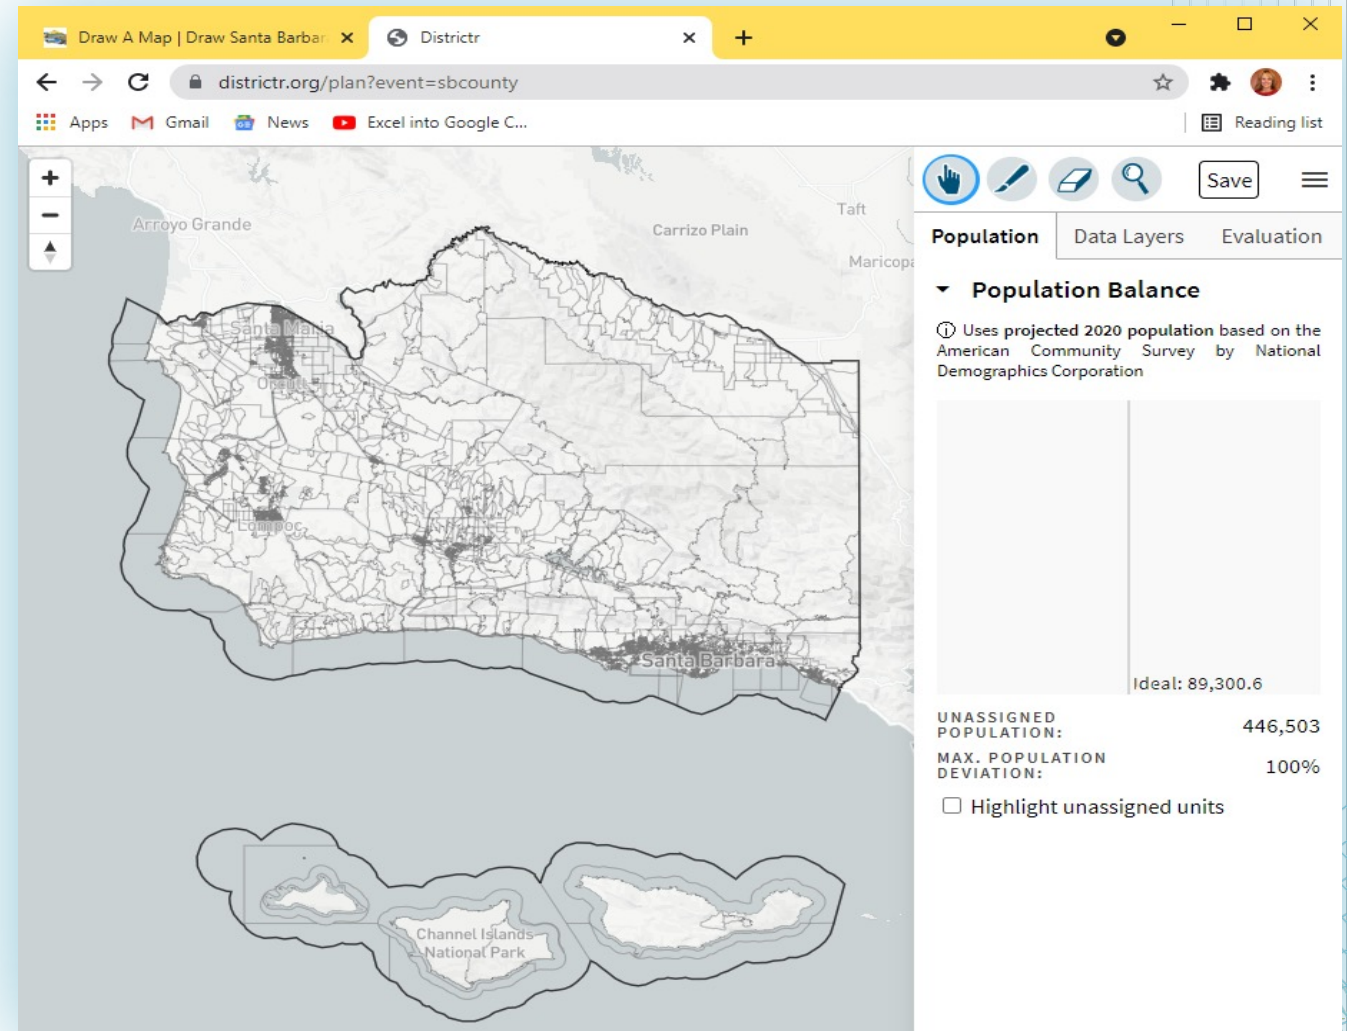 Draw A Map | Draw Santa Barbar
Districtr
districtr.org/plan?event=sbcounty
Apps
Gmail
News
Excel into Google C...
Reading list
Arroyo Grande
Taft
Carrizo Plain
Maricopa
Santa Maria
Orcutt
Lompoc
Santa Barbara
Channel Islands
National Park
Save
Population
Data Layers
Evaluation
Population Balance
Uses projected 2020 population based on the
American Community Survey by National
Demographics Corporation
Ideal: 89,300.6
UNASSIGNED
POPULATION:
446,503
MAX. POPULATION
DEVIATION:
100%
Highlight unassigned units